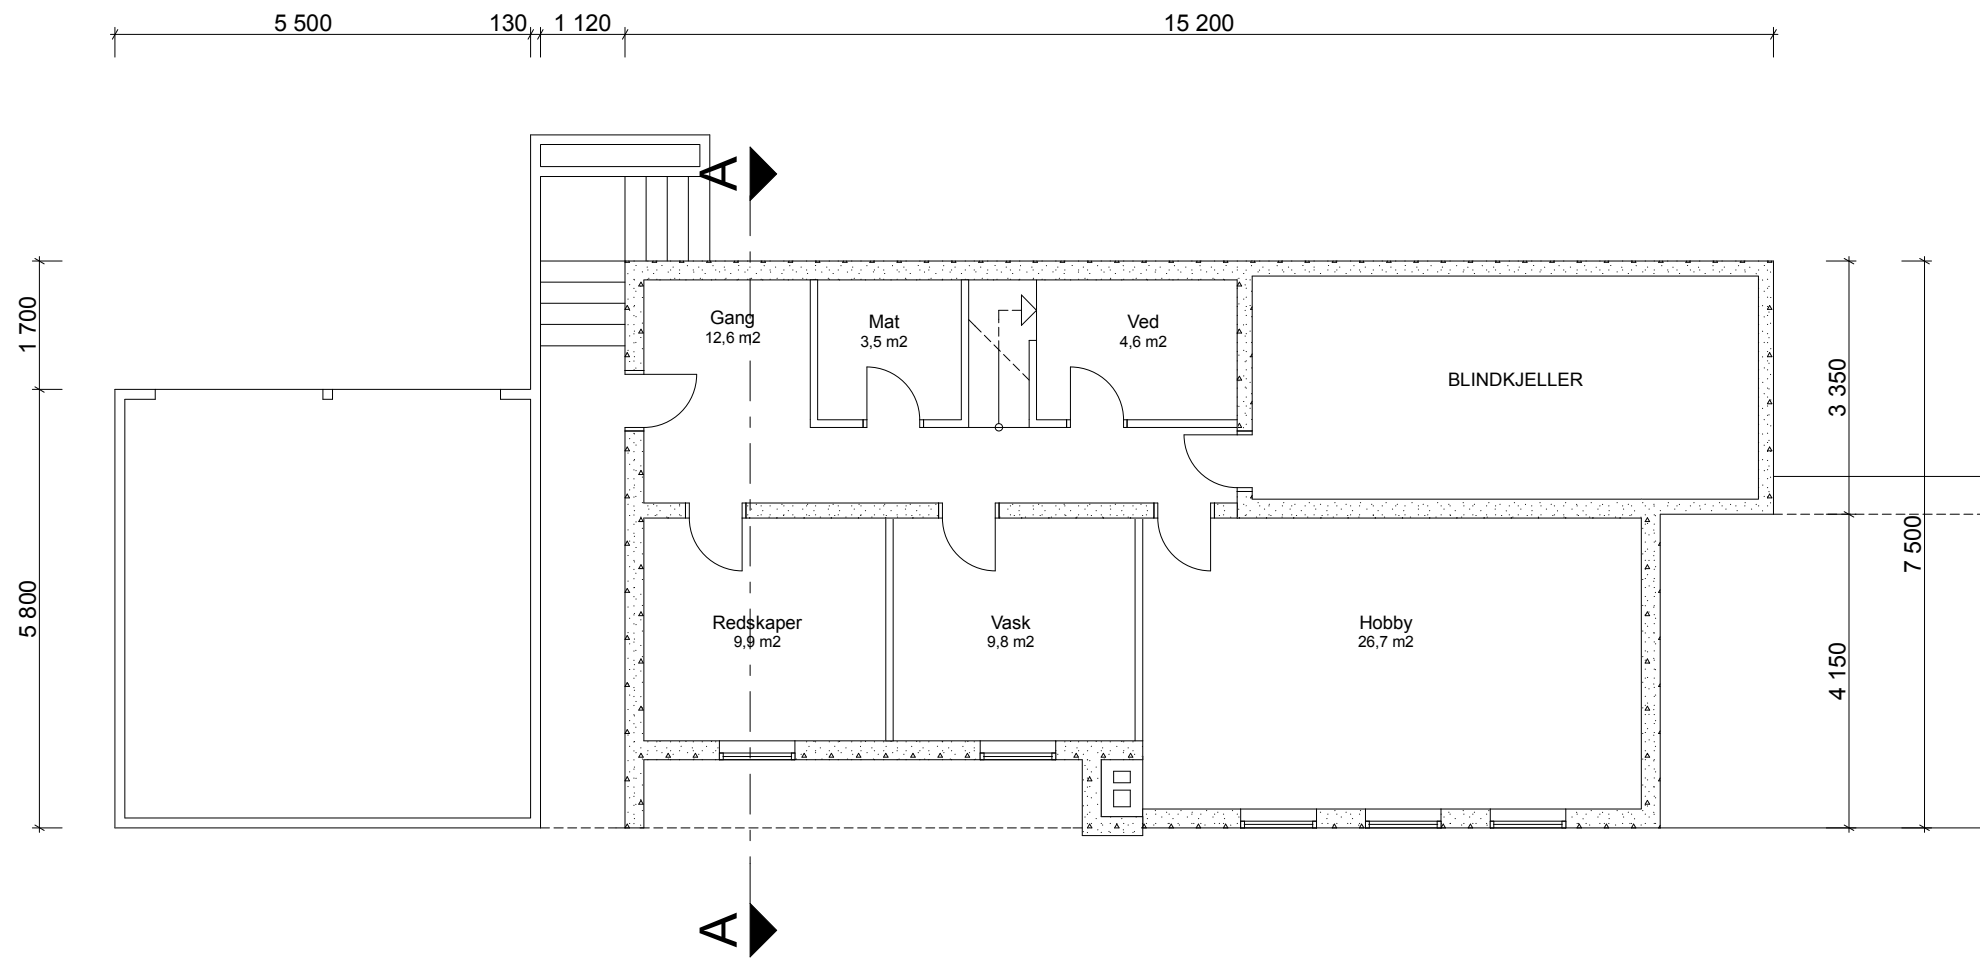 5 500
130
1 120
15 200
A
1 700
Gang
12,6 m2
Mat
3,5 m2
Ved
4,6 m2
BLINDKJELLER
3 350
7 500
5 800
Redskaper
9,9 m2
Vask
9,8 m2
Hobby
26,7 m2
4 150
A